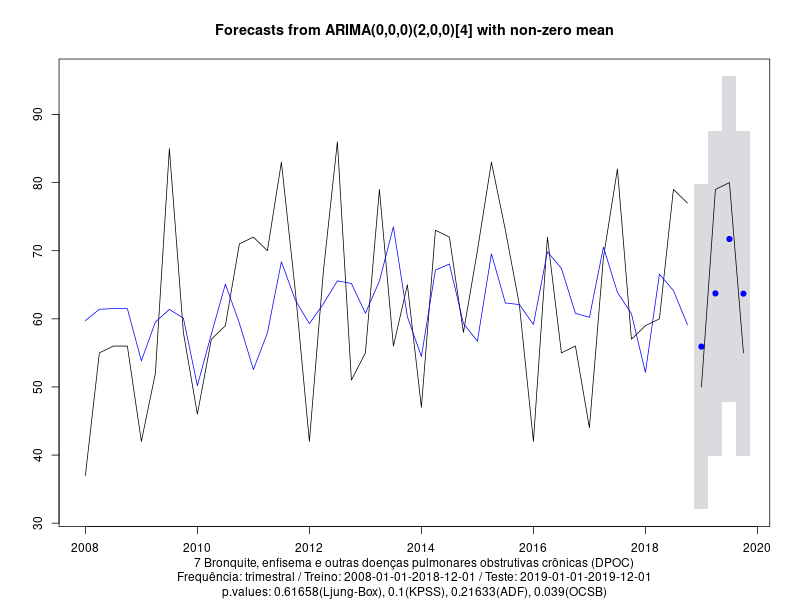 Forecasts from ARIMA(0,0,0)(2,0,0)[4] with non-zero mean
90
80
70
60
50
40
30
2008 2010 2012 2014 2016 2018 2020
7 Bronquite, enfisema e outras doenças pulmonares obstrutivas crônicas (DPOC)
Frequência: trimestral / Treino: 2008-01-01-2018-12-01 / Teste: 2019-01-01-2019-12-01
p.values: 0.61658(Ljung-Box), 0.1(KPSS), 0.21633(ADF), 0.039(OCSB)